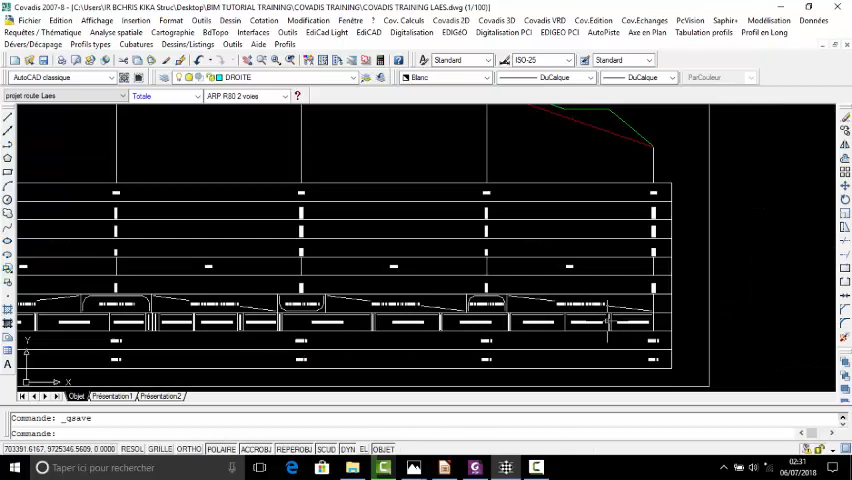 Covadis 2007-8 - [C:\Users\IR BCHRIS KIKA Struc\Desktop\BIM TUTORIAL TRAINING\COVADIS TRAINING\COVADIS TRAINING LAES.dwg (1/100)]
Fichier Edition Affichage Insertion Format Outils Dessin Cotation Modification Fenêtre ? Cov. Calculs Covadis 2D Covadis 3D Covadis VRD Cov.Edition Cov.Echanges PcVision Saphir+ Modélisation Données
Requêtes / Thématique Analyse spatiale Cartographie BdTopo Interfaces Outils EdiCad Light EdiCAD Digitalisation EDIGéO Digitalisation PCI EDIGEO PCI AutoPiste Axe en Plan Tabulation profils Tracer profils En Long
Dévers/Décapage Profils types Cubatures Dessins/Listings Outils Aide Profils
Standard ISO-25 Standard
AutoCAD classique DROITE Blanc DuCalque DuCalque ParCouleur
projet route Laes Totale ARP R80 2 voies ?
Y
X
Objet Présentation1 Présentation2
Commande: _qsave
Commande:
703391.6167, 9725346.5609, 0.0000 RESOL GRILLE ORTHO POLAIRE ACCROBJ REPEROBJ SCUD DYN EL OBJET
Taper ici pour rechercher
02:31
06/07/2018